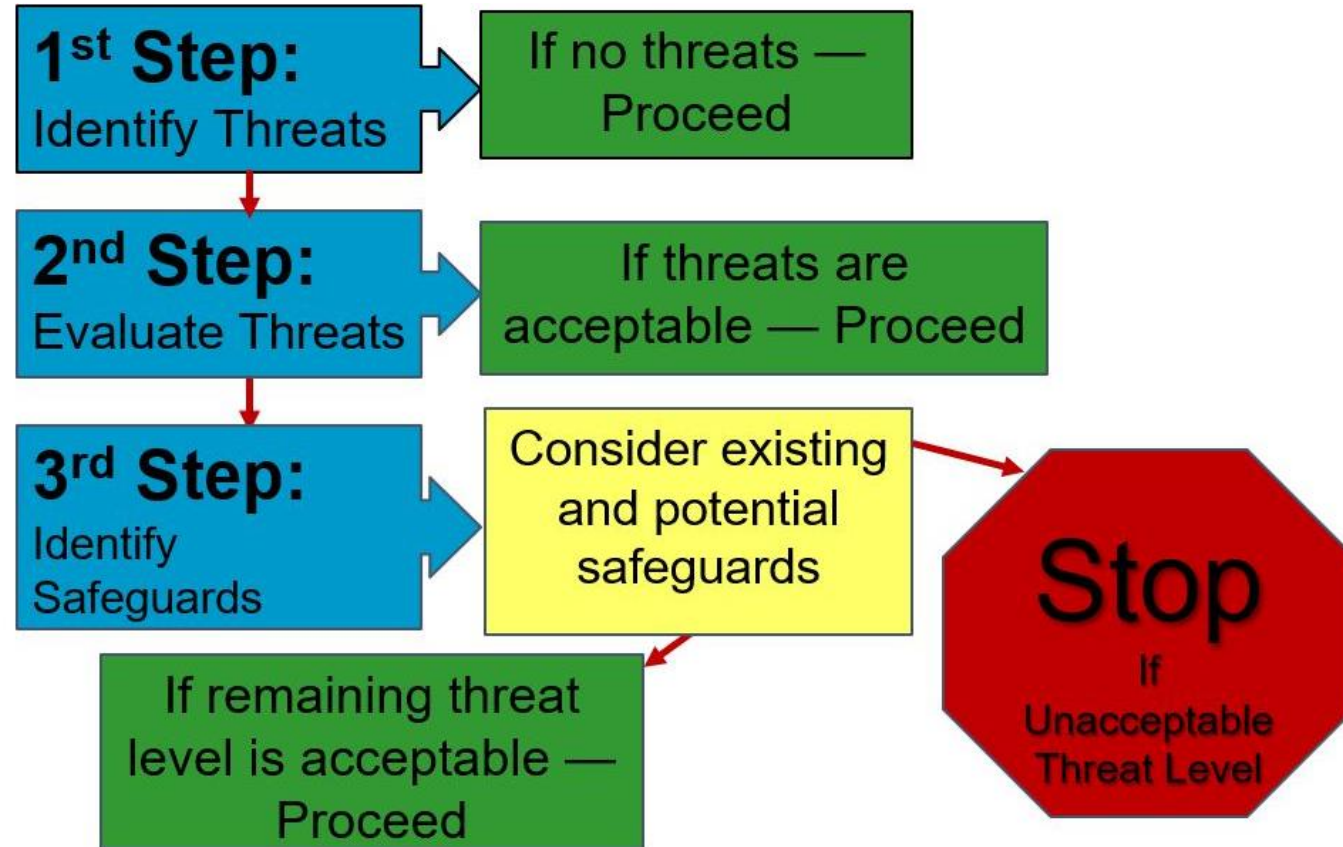 1st Step:
Identify Threats
If no threats —
Proceed
2nd Step:
Evaluate Threats
If threats are
acceptable — Proceed
3rd Step:
Identify
Safeguards
Consider existing
and potential
safeguards
Stop
If
Unacceptable
Threat Level
If remaining threat
level is acceptable —
Proceed